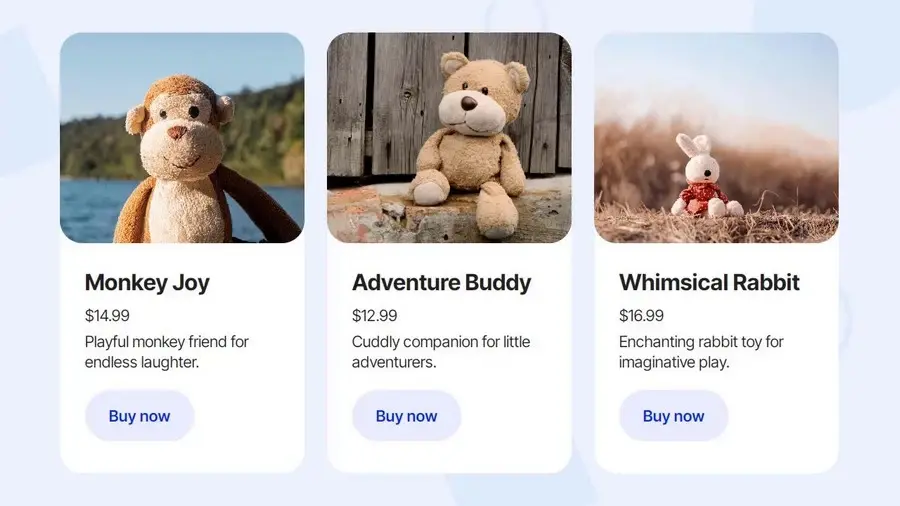 Monkey Joy
$14.99
Playful monkey friend for
endless laughter.
Buy now
Adventure Buddy
$12.99
Cuddly companion for little
adventurers.
Buy now
Whimsical Rabbit
$16.99
Enchanting rabbit toy for
imaginative play.
Buy now